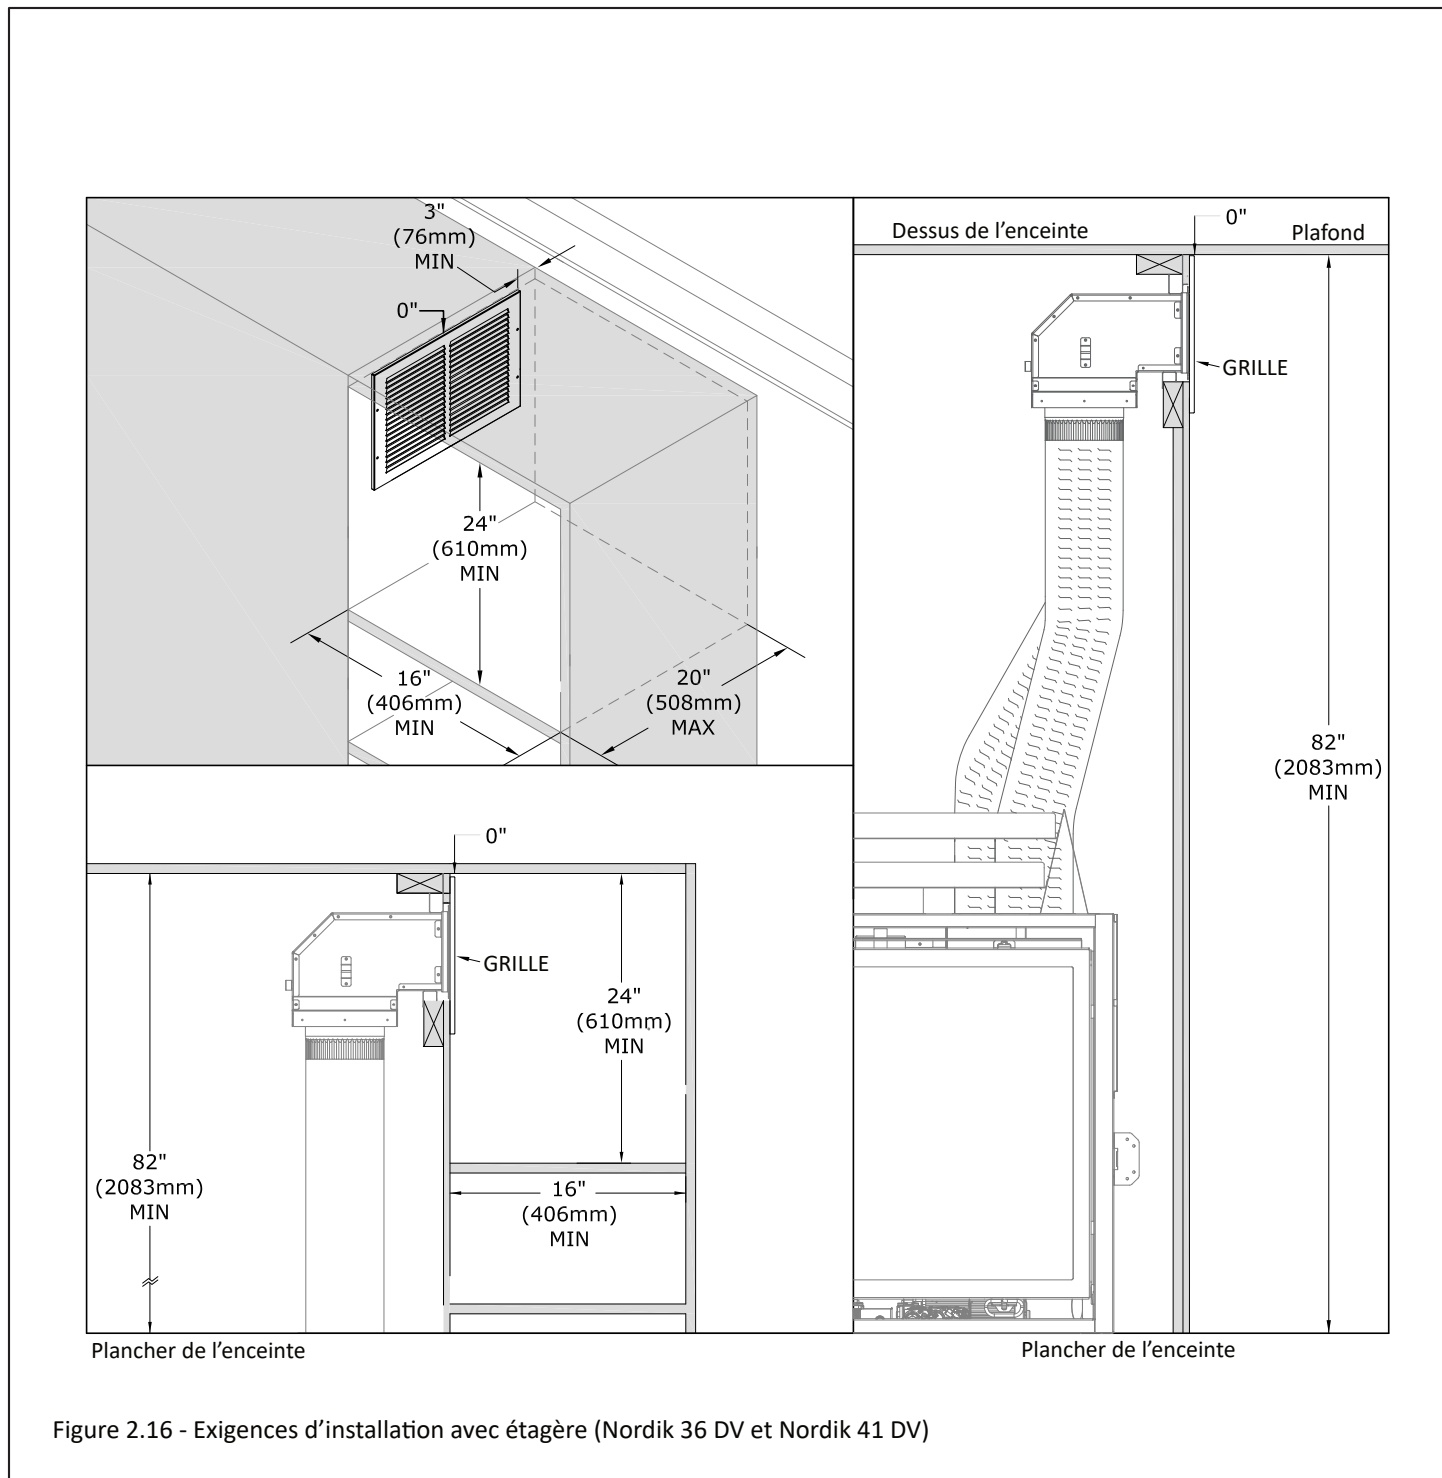 3"
(76mm)
MIN
0"
24"
(610mm)
MIN
16"
(406mm)
MIN
20"
(508mm)
MAX
Dessus de l’enceinte
0"
Plafond
GRILLE
82"
(2083mm)
MIN
Plancher de l’enceinte
0"
GRILLE
24"
(610mm)
MIN
82"
(2083mm)
MIN
16"
(406mm)
MIN
Plancher de l’enceinte
Figure 2.16 - Exigences d’installation avec étagère (Nordik 36 DV et Nordik 41 DV)